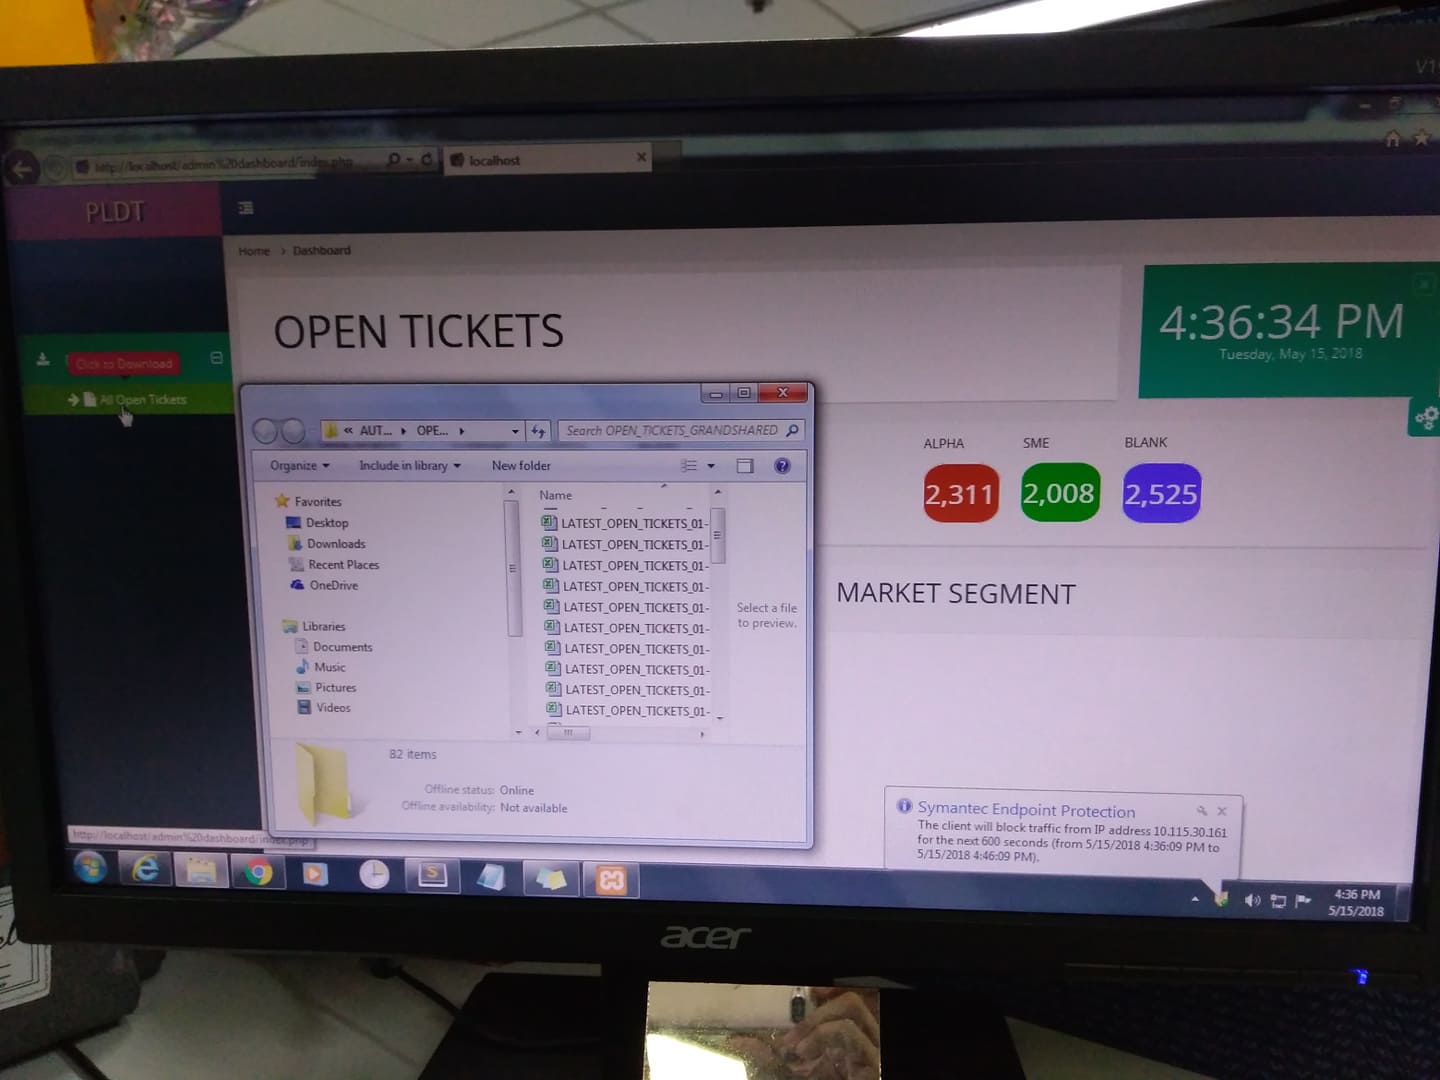 V19
http://localhost/admin%20dashboard/index.php
localhost
PLDT
Home > Dashboard
OPEN TICKETS
4:36:34 PM
Tuesday, May 15, 2018
Click to Download
All Open Tickets
« AUT... ▸ OPE... ▸
Search OPEN_TICKETS_GRANDSHARED
Organize
Include in library
New folder
Favorites
Desktop
Downloads
Recent Places
OneDrive
Libraries
Documents
Music
Pictures
Videos
Name
LATEST_OPEN_TICKETS_01-
LATEST_OPEN_TICKETS_01-
LATEST_OPEN_TICKETS_01-
LATEST_OPEN_TICKETS_01-
LATEST_OPEN_TICKETS_01-
LATEST_OPEN_TICKETS_01-
LATEST_OPEN_TICKETS_01-
LATEST_OPEN_TICKETS_01-
LATEST_OPEN_TICKETS_01-
LATEST_OPEN_TICKETS_01-
Select a file
to preview.
82 items
Offline status: Online
Offline availability: Not available
ALPHA
SME
BLANK
2,311
2,008
2,525
MARKET SEGMENT
Symantec Endpoint Protection
The client will block traffic from IP address 10.115.30.161
for the next 600 seconds (from 5/15/2018 4:36:09 PM to
5/15/2018 4:46:09 PM).
http://localhost/admin%20dashboard/index.php
4:36 PM
5/15/2018
acer